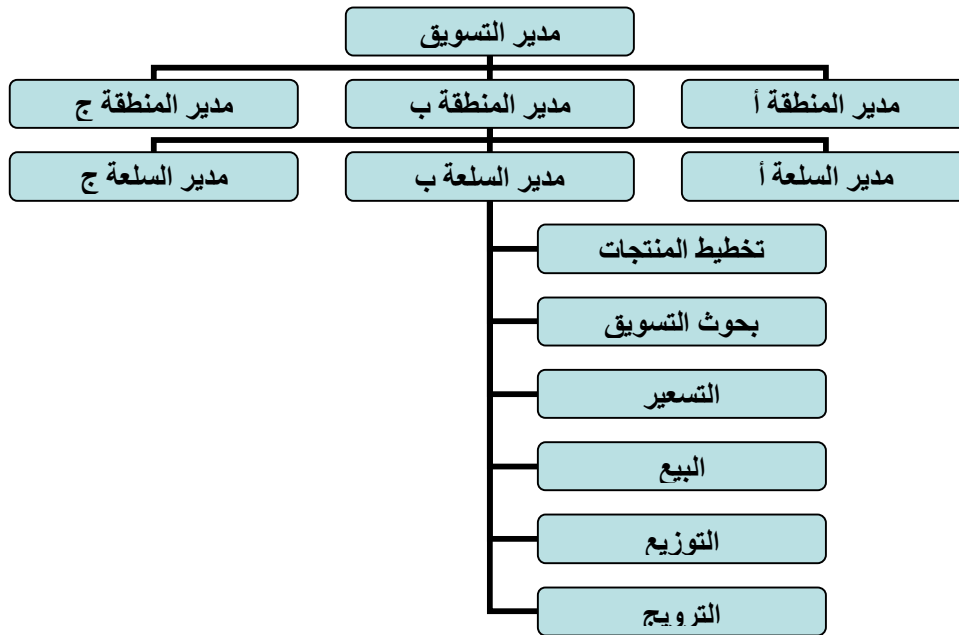 مدير التسويق
مدير المنطقة أ
مدير المنطقة ب
مدير المنطقة ج
مدير السلعة أ
مدير السلعة ب
مدير السلعة ج
تخطيط المنتجات
بحوث التسويق
التسعير
البيع
التوزيع
الترويج